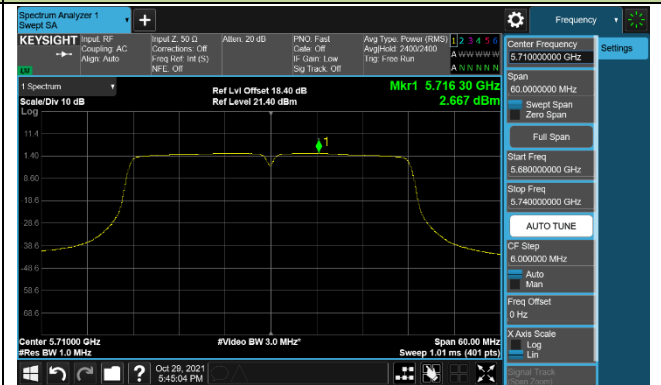 Spectrum Analyzer 1
Swept SA
Frequency
KEYSIGHT
Input: RF
Coupling: AC
Align: Auto
Input Z: 50 Ω
Corrections: Off
Freq Ref: Int (S)
NFE: Off
Atten: 20 dB
PNO: Fast
Gate: Off
IF Gain: Low
Sig Track: Off
Avg Type: Power (RMS)
Avg|Hold: 2400/2400
Trig: Free Run
1 2 3 4 5 6
A W W W W W
A N N N N N
LXI
1 Spectrum
Scale/Div 10 dB
Log
Ref Lvl Offset 18.40 dB
Ref Level 21.40 dBm
Mkr1 5.716 30 GHz
2.667 dBm
11.4
1.40
-8.60
-18.6
-28.6
-38.6
-48.6
-58.6
-68.6
1
Center 5.71000 GHz
#Res BW 1.0 MHz
#Video BW 3.0 MHz*
Span 60.00 MHz
Sweep 1.01 ms (401 pts)
Oct 29, 2021
5:45:04 PM
Center Frequency
5.710000000 GHz
Settings
Span
60.0000000 MHz
Swept Span
Zero Span
Full Span
Start Freq
5.680000000 GHz
Stop Freq
5.740000000 GHz
AUTO TUNE
CF Step
6.000000 MHz
Auto
Man
Freq Offset
0 Hz
X Axis Scale
Log
Lin
Signal Track
(Span Zoom)